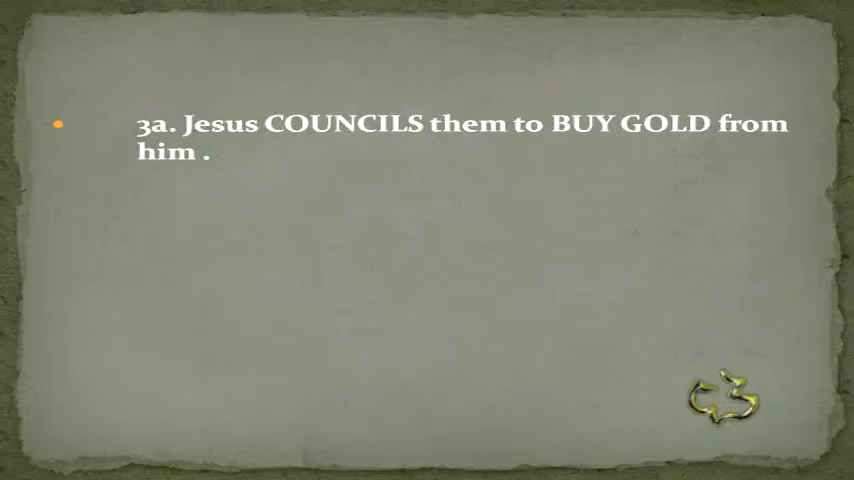 • 3a. Jesus COUNCILS them to BUY GOLD from
him .